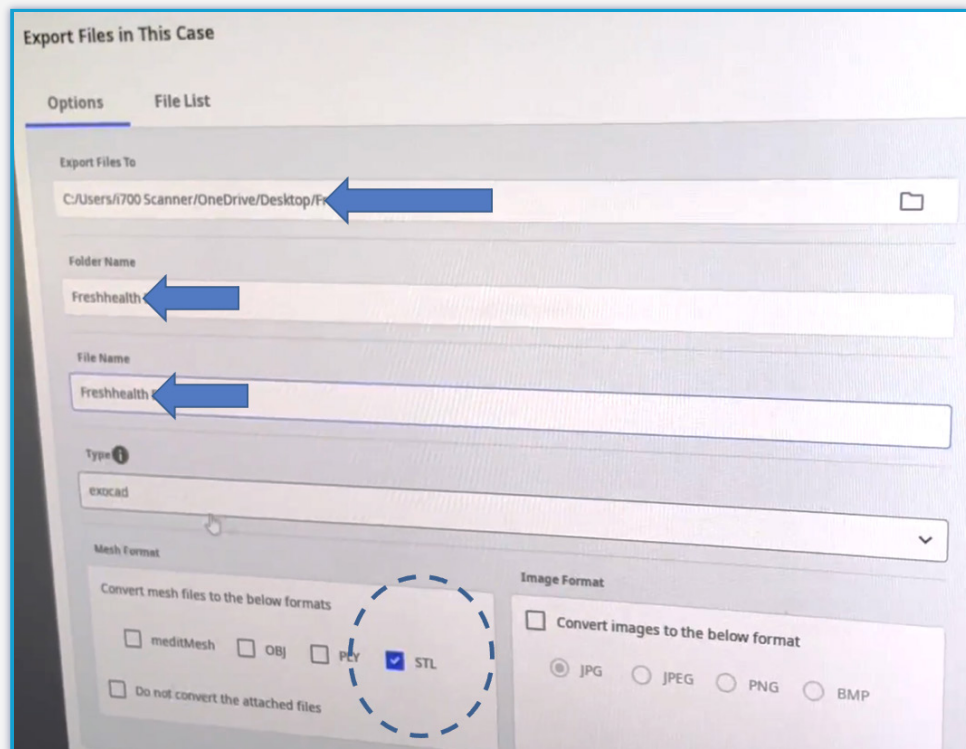 Export Files in This Case
Options File List
Export Files To
C:/Users/i700 Scanner/OneDrive/Desktop/
Folder Name
Freshhealth
File Name
Freshhealth
Type
exocad
Mesh Format
Image Format
Convert mesh files to the below formats
Convert images to the below format
meditMesh OBJ PLY STL
JPG JPEG PNG BMP
Do not convert the attached files